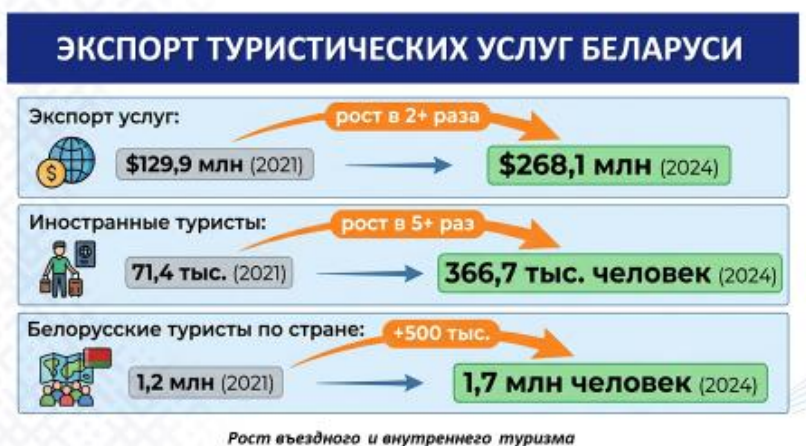 ЭКСПОРТ ТУРИСТИЧЕСКИХ УСЛУГ БЕЛАРУСИ
Экспорт услуг:
рост в 2+ раза
$129,9 млн (2021)
$268,1 млн (2024)
Иностранные туристы:
рост в 5+ раз
71,4 тыс. (2021)
366,7 тыс. человек (2024)
Белорусские туристы по стране:
+500 тыс.
1,2 млн (2021)
1,7 млн человек (2024)
Рост въездного и внутреннего туризма